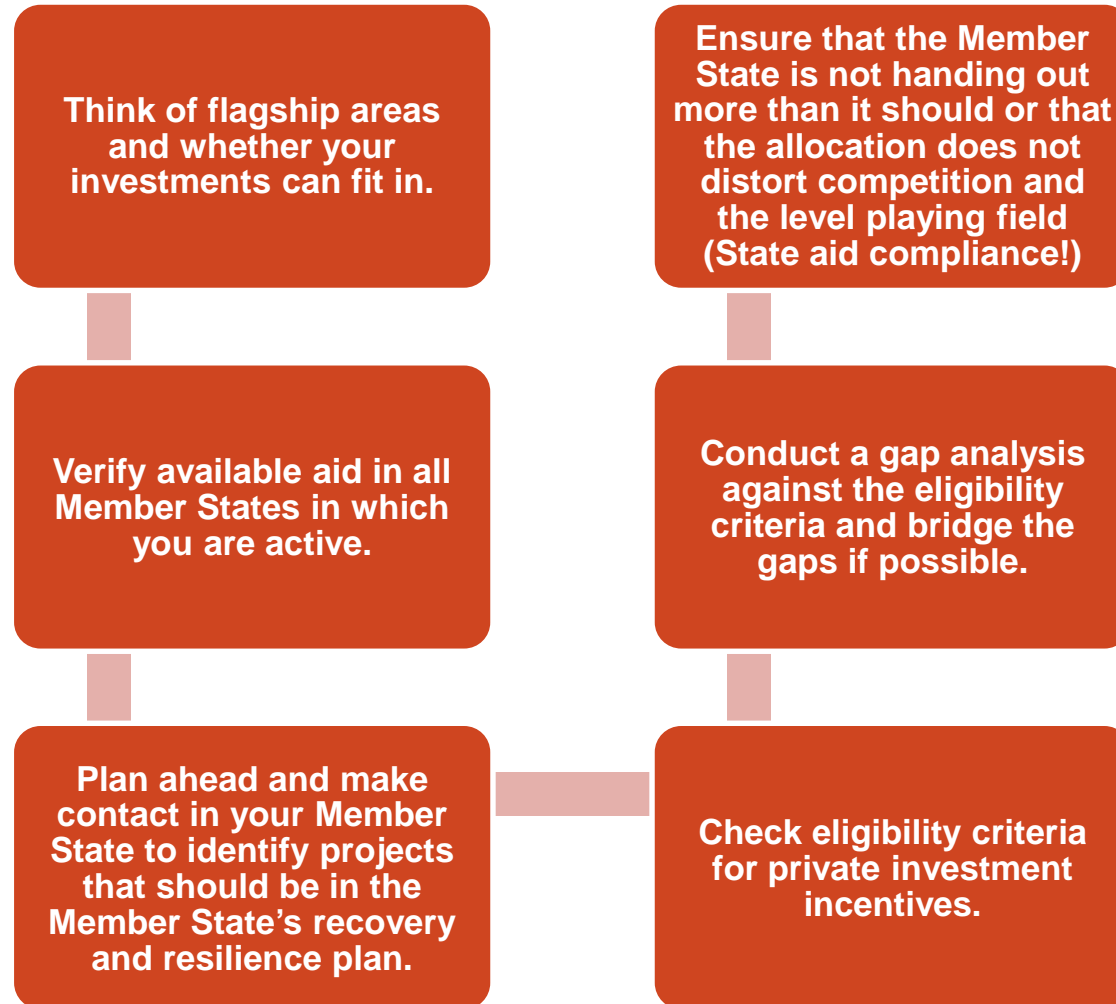 Think of flagship areas
and whether your
investments can fit in.
Verify available aid in all
Member States in which
you are active.
Plan ahead and make
contact in your Member
State to identify projects
that should be in the
Member State’s recovery
and resilience plan.
Check eligibility criteria
for private investment
incentives.
Conduct a gap analysis
against the eligibility
criteria and bridge the
gaps if possible.
Ensure that the Member
State is not handing out
more than it should or that
the allocation does not
distort competition and
the level playing field
(State aid compliance!)